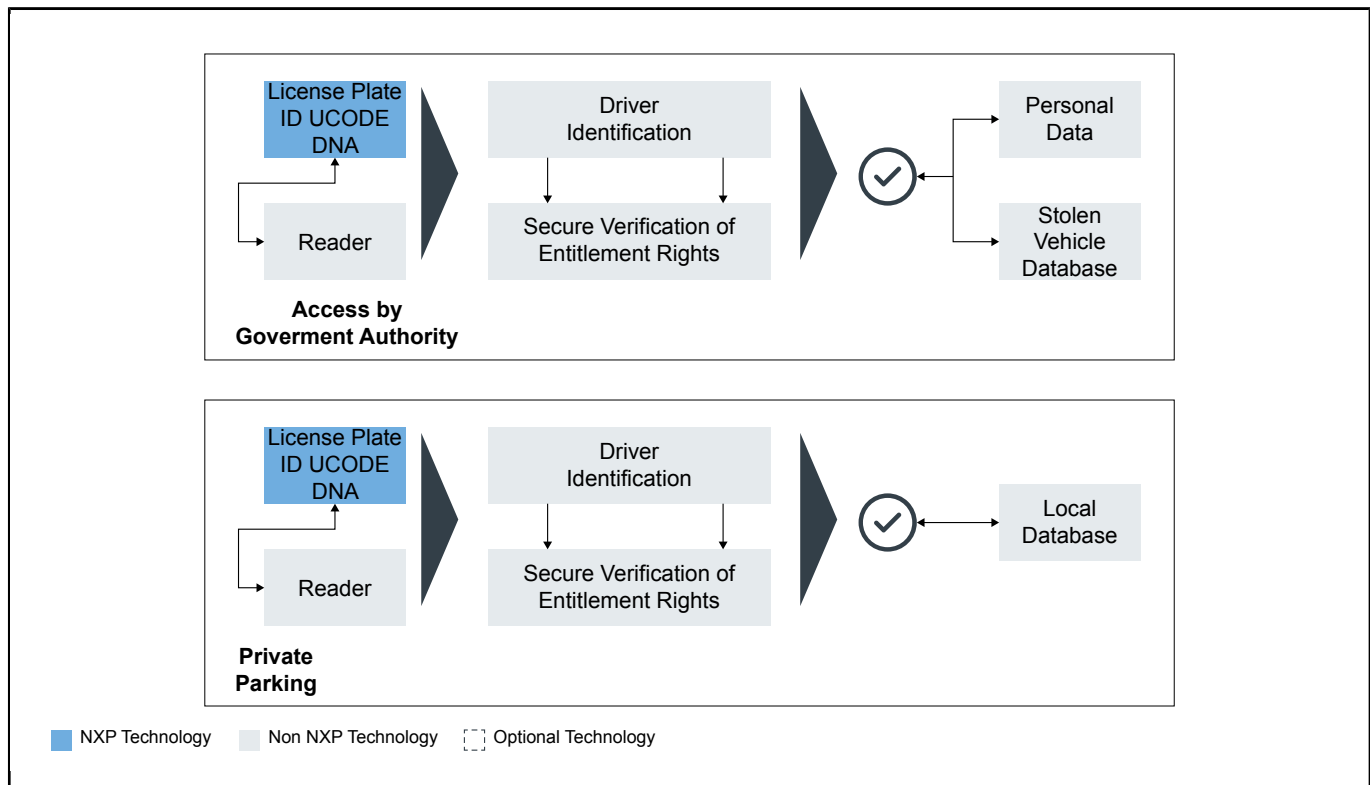 License Plate
ID UCODE
DNA
Reader
Access by
Goverment Authority
Driver
Identification
Secure Verification of
Entitlement Rights
Personal
Data
Stolen
Vehicle
Database
License Plate
ID UCODE
DNA
Reader
Private
Parking
Driver
Identification
Secure Verification of
Entitlement Rights
Local
Database
NXP Technology
Non NXP Technology
Optional Technology